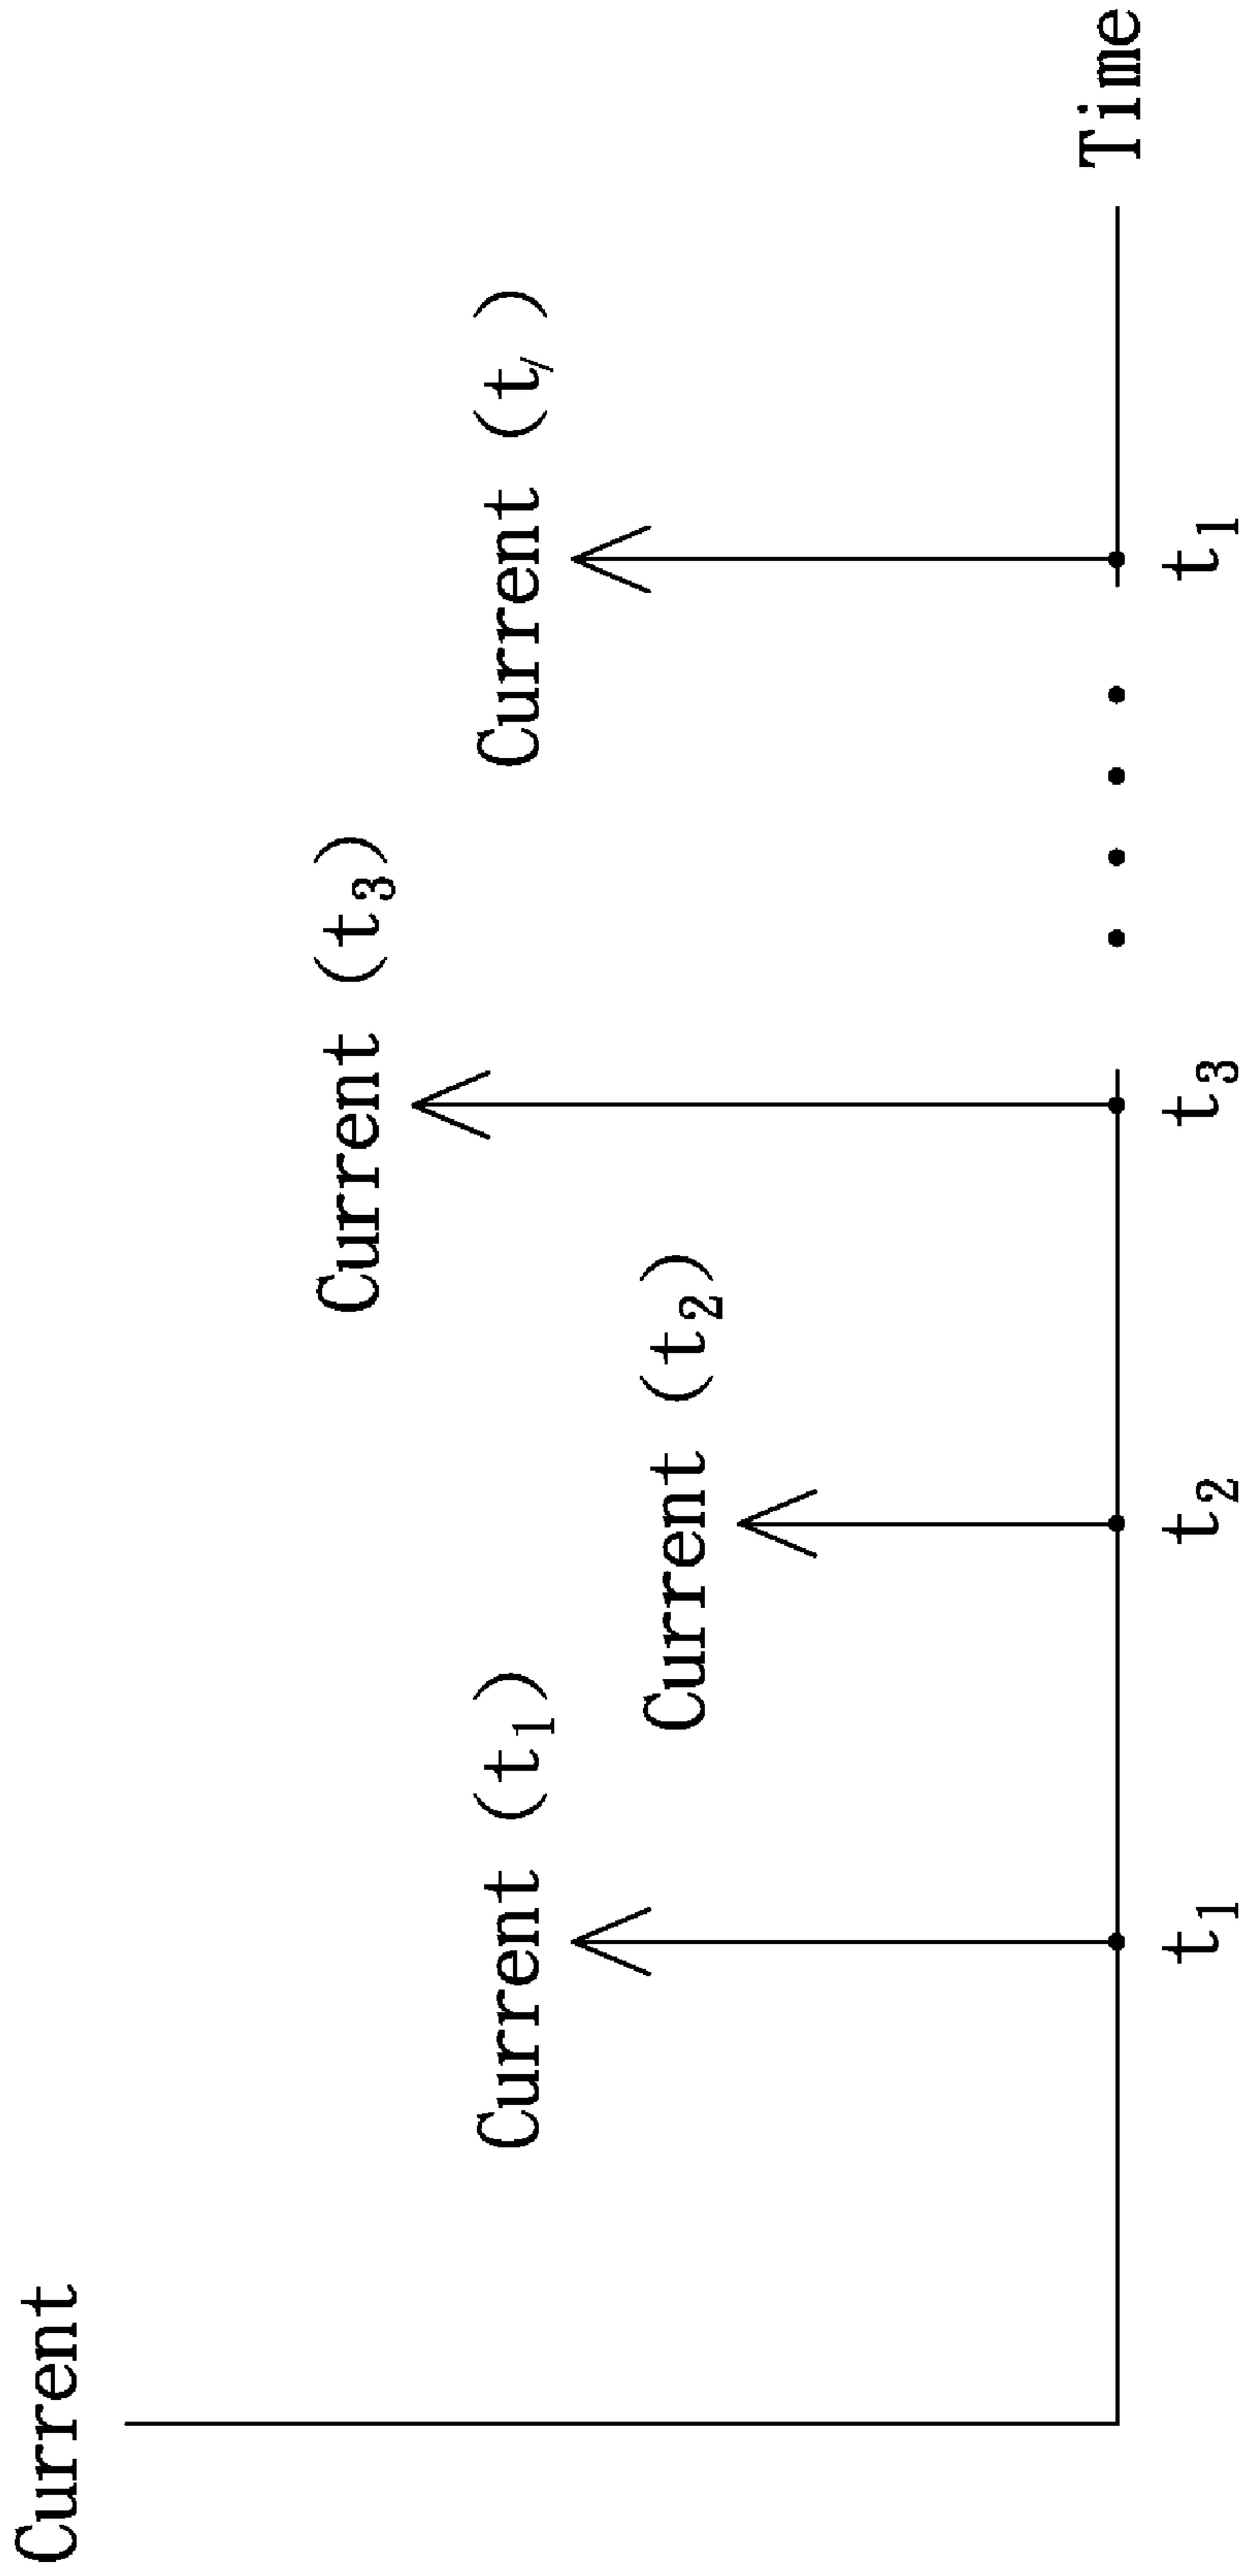 Current
Current (t₃)
Current (t₁)
Current (t/ )
Current (t₂)
Time
t₁
t₂
t₃
t₁